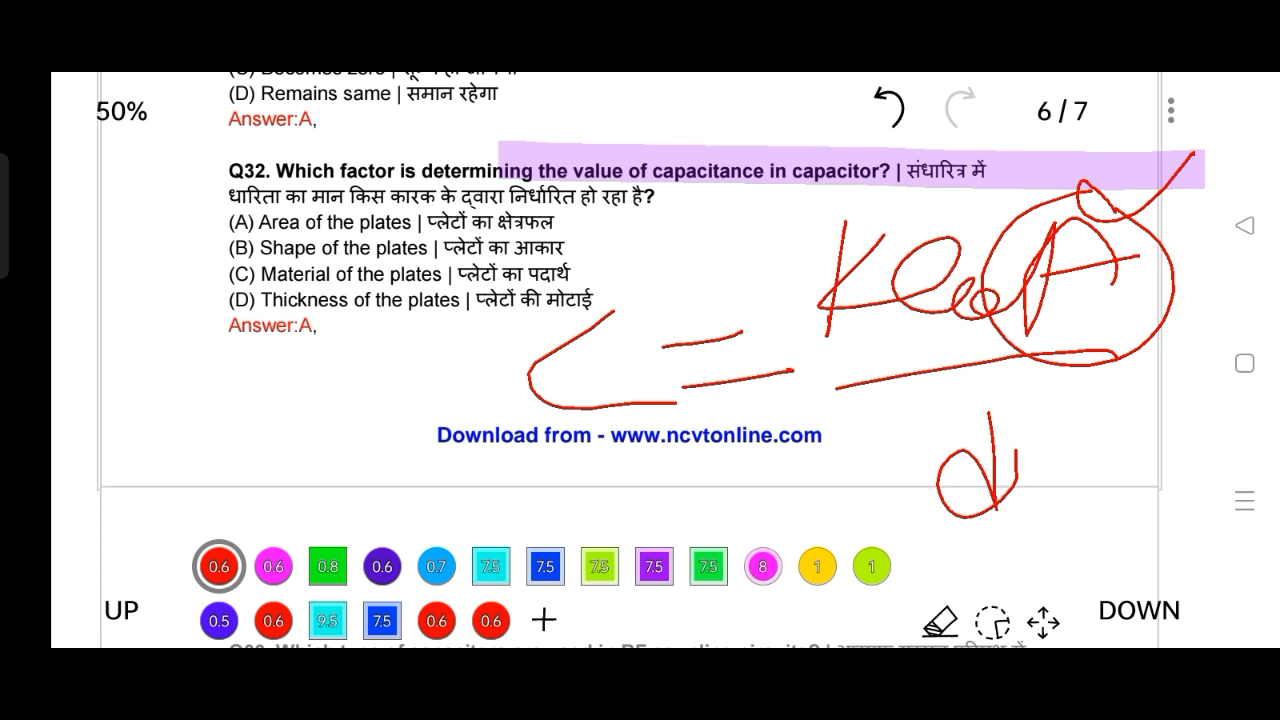 (D) Remains same | समान रहेगा
50%
6 / 7
Answer:A,
Q32. Which factor is determining the value of capacitance in capacitor? | संधारित्र में
धारिता का मान किस कारक के द्वारा निर्धारित हो रहा है?
(A) Area of the plates | प्लेटों का क्षेत्रफल
(B) Shape of the plates | प्लेटों का आकार
(C) Material of the plates | प्लेटों का पदार्थ
(D) Thickness of the plates | प्लेटों की मोटाई
Answer:A,
C =
A
d
Download from - www.ncvtonline.com
0.6 0.6 0.8 0.6 0.7 7.5 7.5 7.5 7.5 7.5 8 1 1
UP
0.5 0.6 9.5 7.5 0.6 0.6 +
DOWN